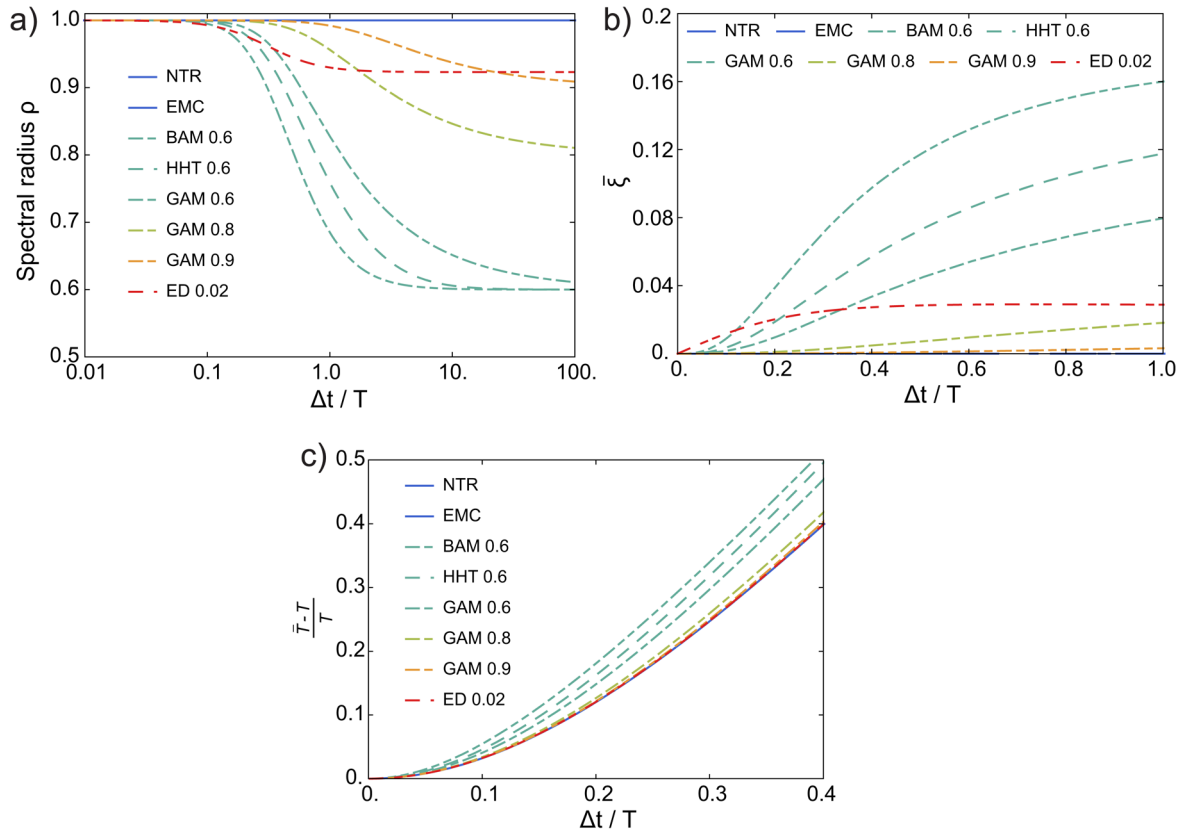 a)
Spectral radius ρ
1.0
0.9
0.8
0.7
0.6
0.5
NTR
EMC
BAM 0.6
HHT 0.6
GAM 0.6
GAM 0.8
GAM 0.9
ED 0.02
0.01 0.1 1.0 10. 100.
Δt / T
b)
ξ̄
0.2
0.16
0.12
0.08
0.04
0.
NTR EMC BAM 0.6 HHT 0.6
GAM 0.6 GAM 0.8 GAM 0.9 ED 0.02
0. 0.2 0.4 0.6 0.8 1.0
Δt / T
c)
T̄ - T
T
0.5
0.4
0.3
0.2
0.1
0.
NTR
EMC
BAM 0.6
HHT 0.6
GAM 0.6
GAM 0.8
GAM 0.9
ED 0.02
0. 0.1 0.2 0.3 0.4
Δt / T